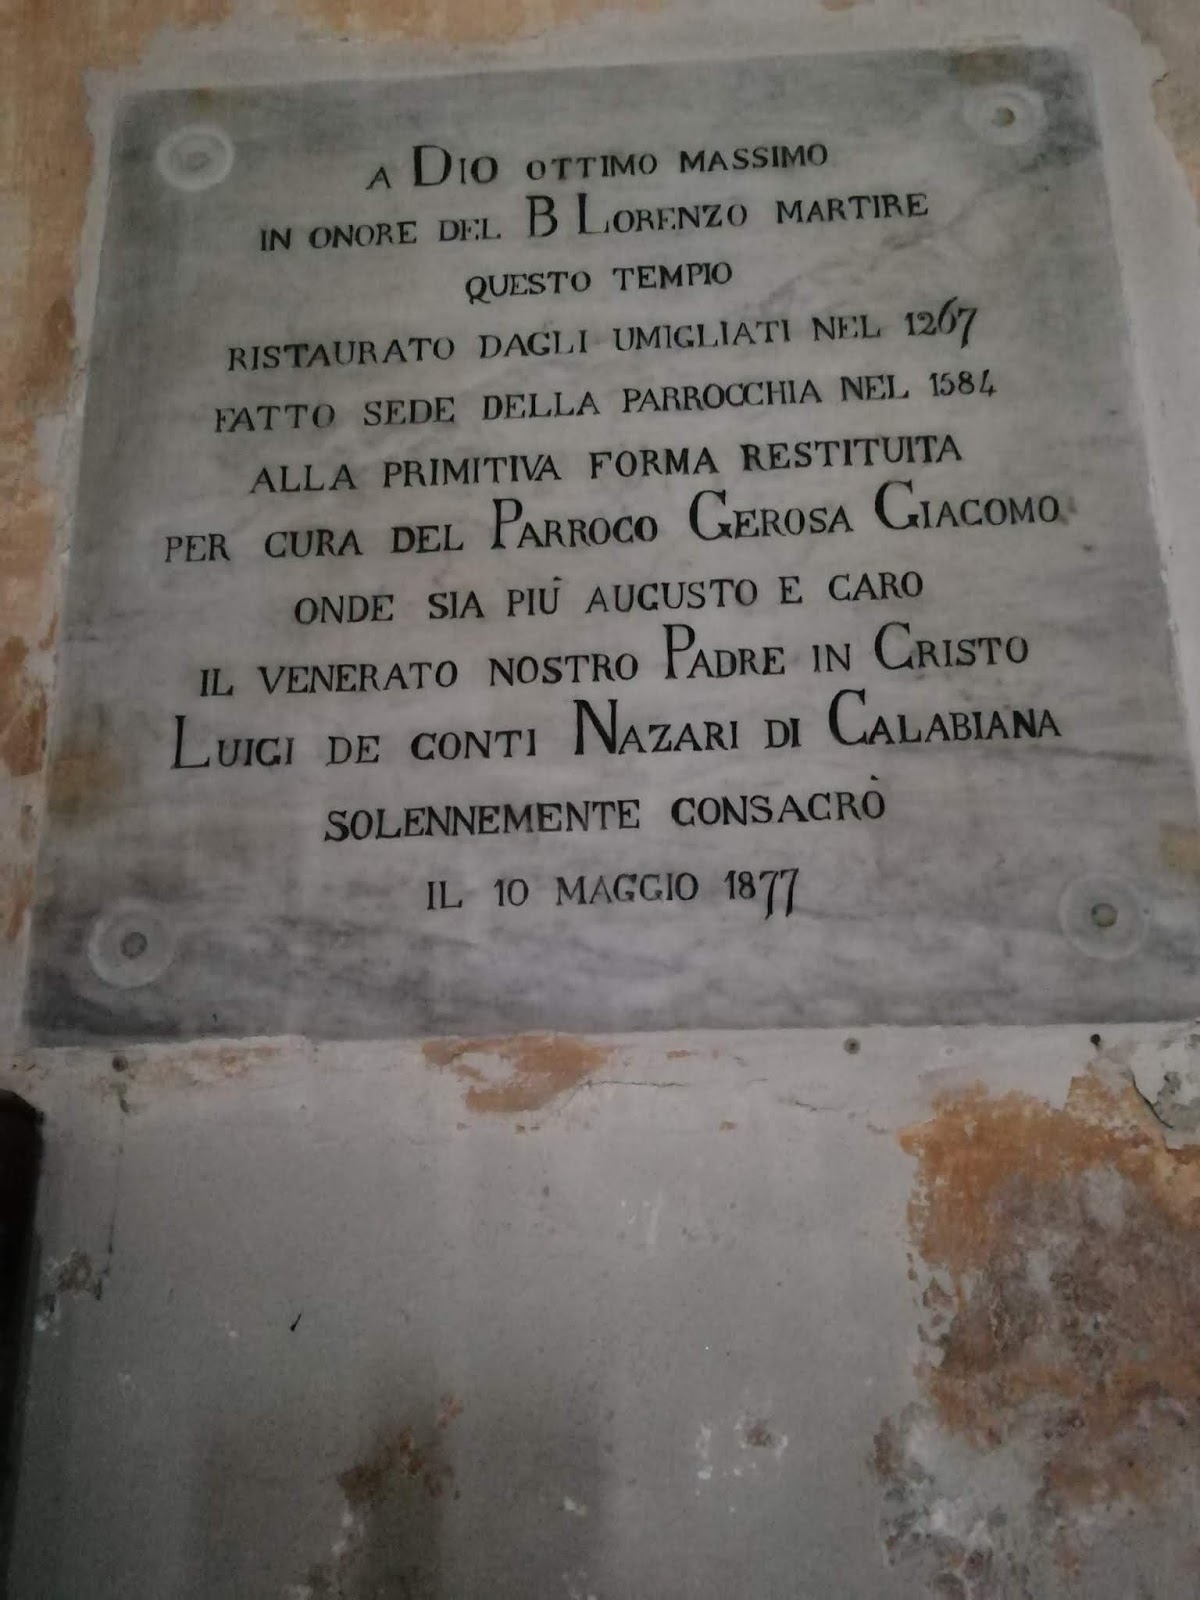 A DIO OTTIMO MASSIMO
IN ONORE DEL B LORENZO MARTIRE
QUESTO TEMPIO
RISTAURATO DAGLI UMIGLIATI NEL 1267
FATTO SEDE DELLA PARROCCHIA NEL 1584
ALLA PRIMITIVA FORMA RESTITUITA
PER CURA DEL PARROCO GEROSA GIACOMO
ONDE SIA PIÙ AUGUSTO E CARO
IL VENERATO NOSTRO PADRE IN CRISTO
LUIGI DE CONTI NAZARI DI CALABIANA
SOLENNEMENTE CONSACRÒ
IL 10 MAGGIO 1877